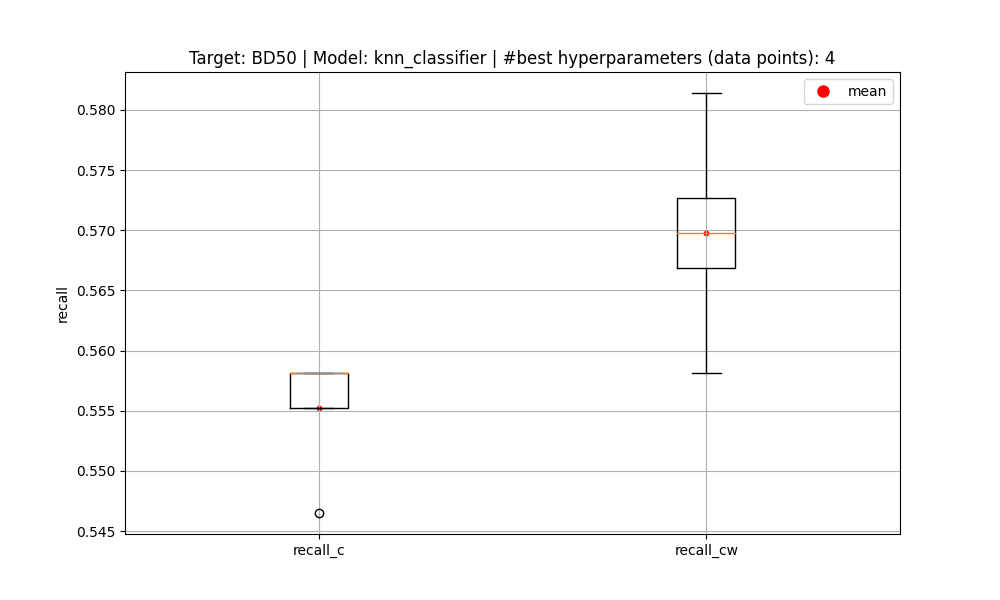 Target: BD50 | Model: knn_classifier | #best hyperparameters (data points): 4
mean
0.580
0.575
0.570
0.565
0.560
0.555
0.550
0.545
recall
recall_c
recall_cw